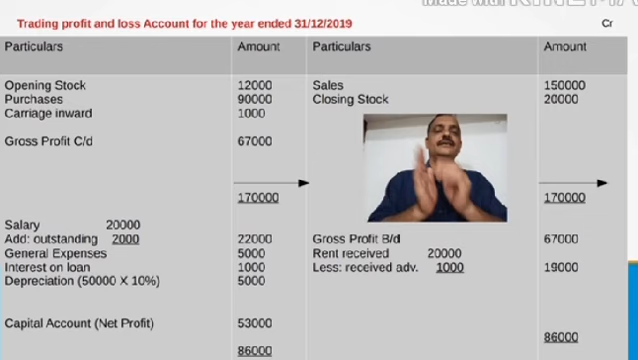 Trading profit and loss Account for the year ended 31/12/2019 Cr
Particulars Amount Particulars Amount
Opening Stock 12000 Sales 150000
Purchases 90000 Closing Stock 20000
Carriage inward 1000
Gross Profit C/d 67000
170000 170000
Salary 20000
Add: outstanding 2000 22000 Gross Profit B/d 67000
General Expenses 5000 Rent received 20000
Interest on loan 1000 Less: received adv. 1000 19000
Depreciation (50000 X 10%) 5000
Capital Account (Net Profit) 53000
86000
86000